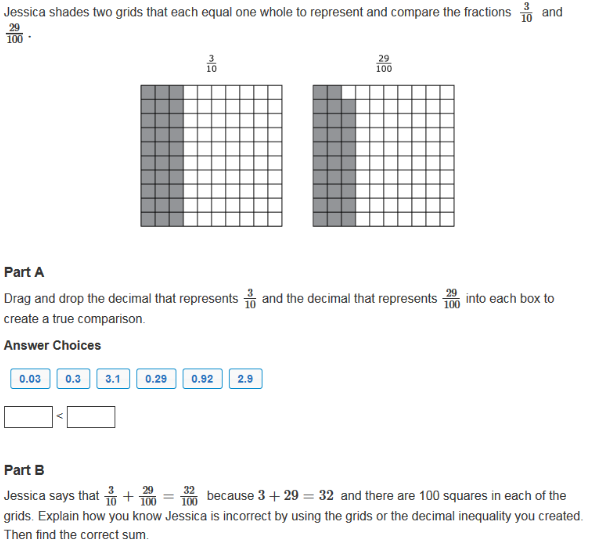 Jessica shades two grids that each equal one whole to represent and compare the fractions 3/10 and
29/100 .
3/10 29/100
Part A
Drag and drop the decimal that represents 3/10 and the decimal that represents 29/100 into each box to
create a true comparison.
Answer Choices
0.03 0.3 3.1 0.29 0.92 2.9
<
Part B
Jessica says that 3/10 + 29/100 = 32/100 because 3 + 29 = 32 and there are 100 squares in each of the
grids. Explain how you know Jessica is incorrect by using the grids or the decimal inequality you created.
Then find the correct sum.